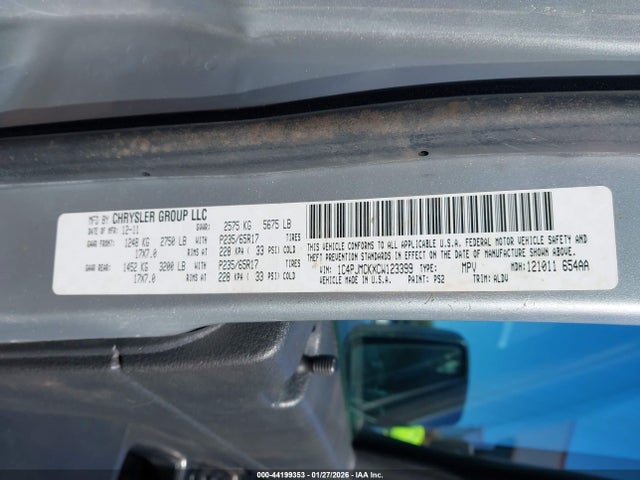 MFD BY CHRYSLER GROUP LLC
DATE OF MFR: 12-11 GVWR: 2575 KG 5675 LB
GAWR FRONT: 1248 KG 2750 LB WITH P235/65R17 TIRES
17X7.0 RIMS AT 228 KPA ( 33 PSI) COLD
GAWR REAR: 1452 KG 3200 LB WITH P235/65R17 TIRES
17X7.0 RIMS AT 228 KPA ( 33 PSI) COLD
THIS VEHICLE CONFORMS TO ALL APPLICABLE U.S.A. FEDERAL MOTOR VEHICLE SAFETY, BUMPER AND
THEFT PREVENTION STANDARDS IN EFFECT ON THE DATE OF MANUFACTURE SHOWN ABOVE.
VIN: 1C4PJMCKXCW123399 TYPE: MPV MDH: 121011 654AA
VEHICLE MADE IN U.S.A. PAINT: PS2 TRIM: ALDV
000-44199353 | 01/27/2026 | IAA Inc.